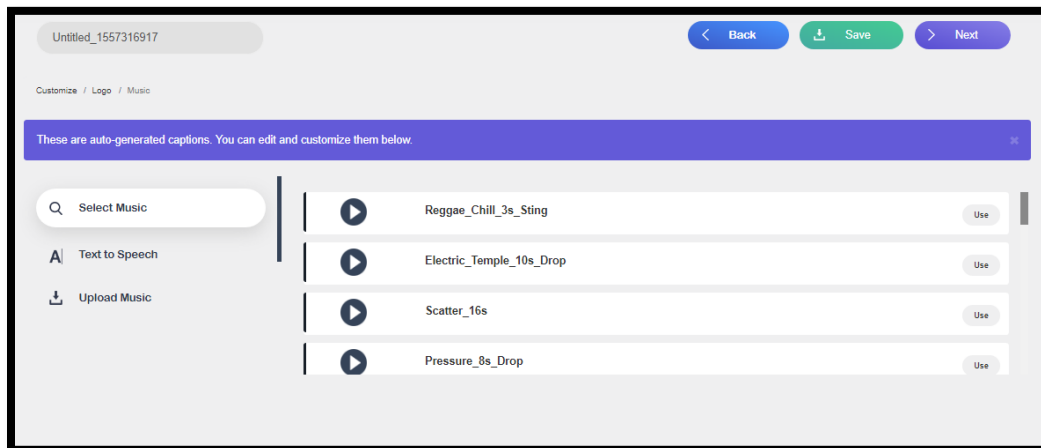 Untitled_1557316917
Back
Save
Next
Customize / Logo / Music
These are auto-generated captions. You can edit and customize them below.
Select Music
Text to Speech
Upload Music
Reggae_Chill_3s_Sting
Use
Electric_Temple_10s_Drop
Use
Scatter_16s
Use
Pressure_8s_Drop
Use